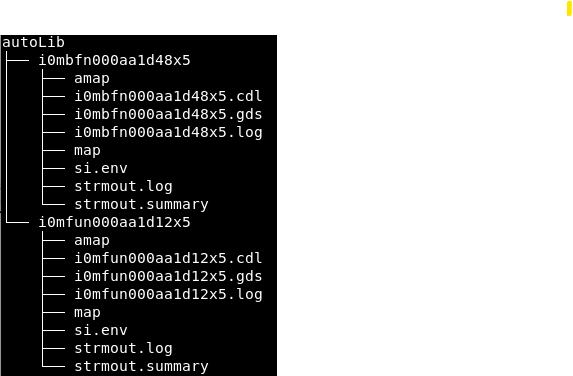 autoLib
├── i0mbfn000aa1d48x5
│   ├── amap
│   ├── i0mbfn000aa1d48x5.cdl
│   ├── i0mbfn000aa1d48x5.gds
│   ├── i0mbfn000aa1d48x5.log
│   ├── map
│   ├── si.env
│   ├── strmout.log
│   └── strmout.summary
└── i0mfun000aa1d12x5
    ├── amap
    ├── i0mfun000aa1d12x5.cdl
    ├── i0mfun000aa1d12x5.gds
    ├── i0mfun000aa1d12x5.log
    ├── map
    ├── si.env
    ├── strmout.log
    └── strmout.summary